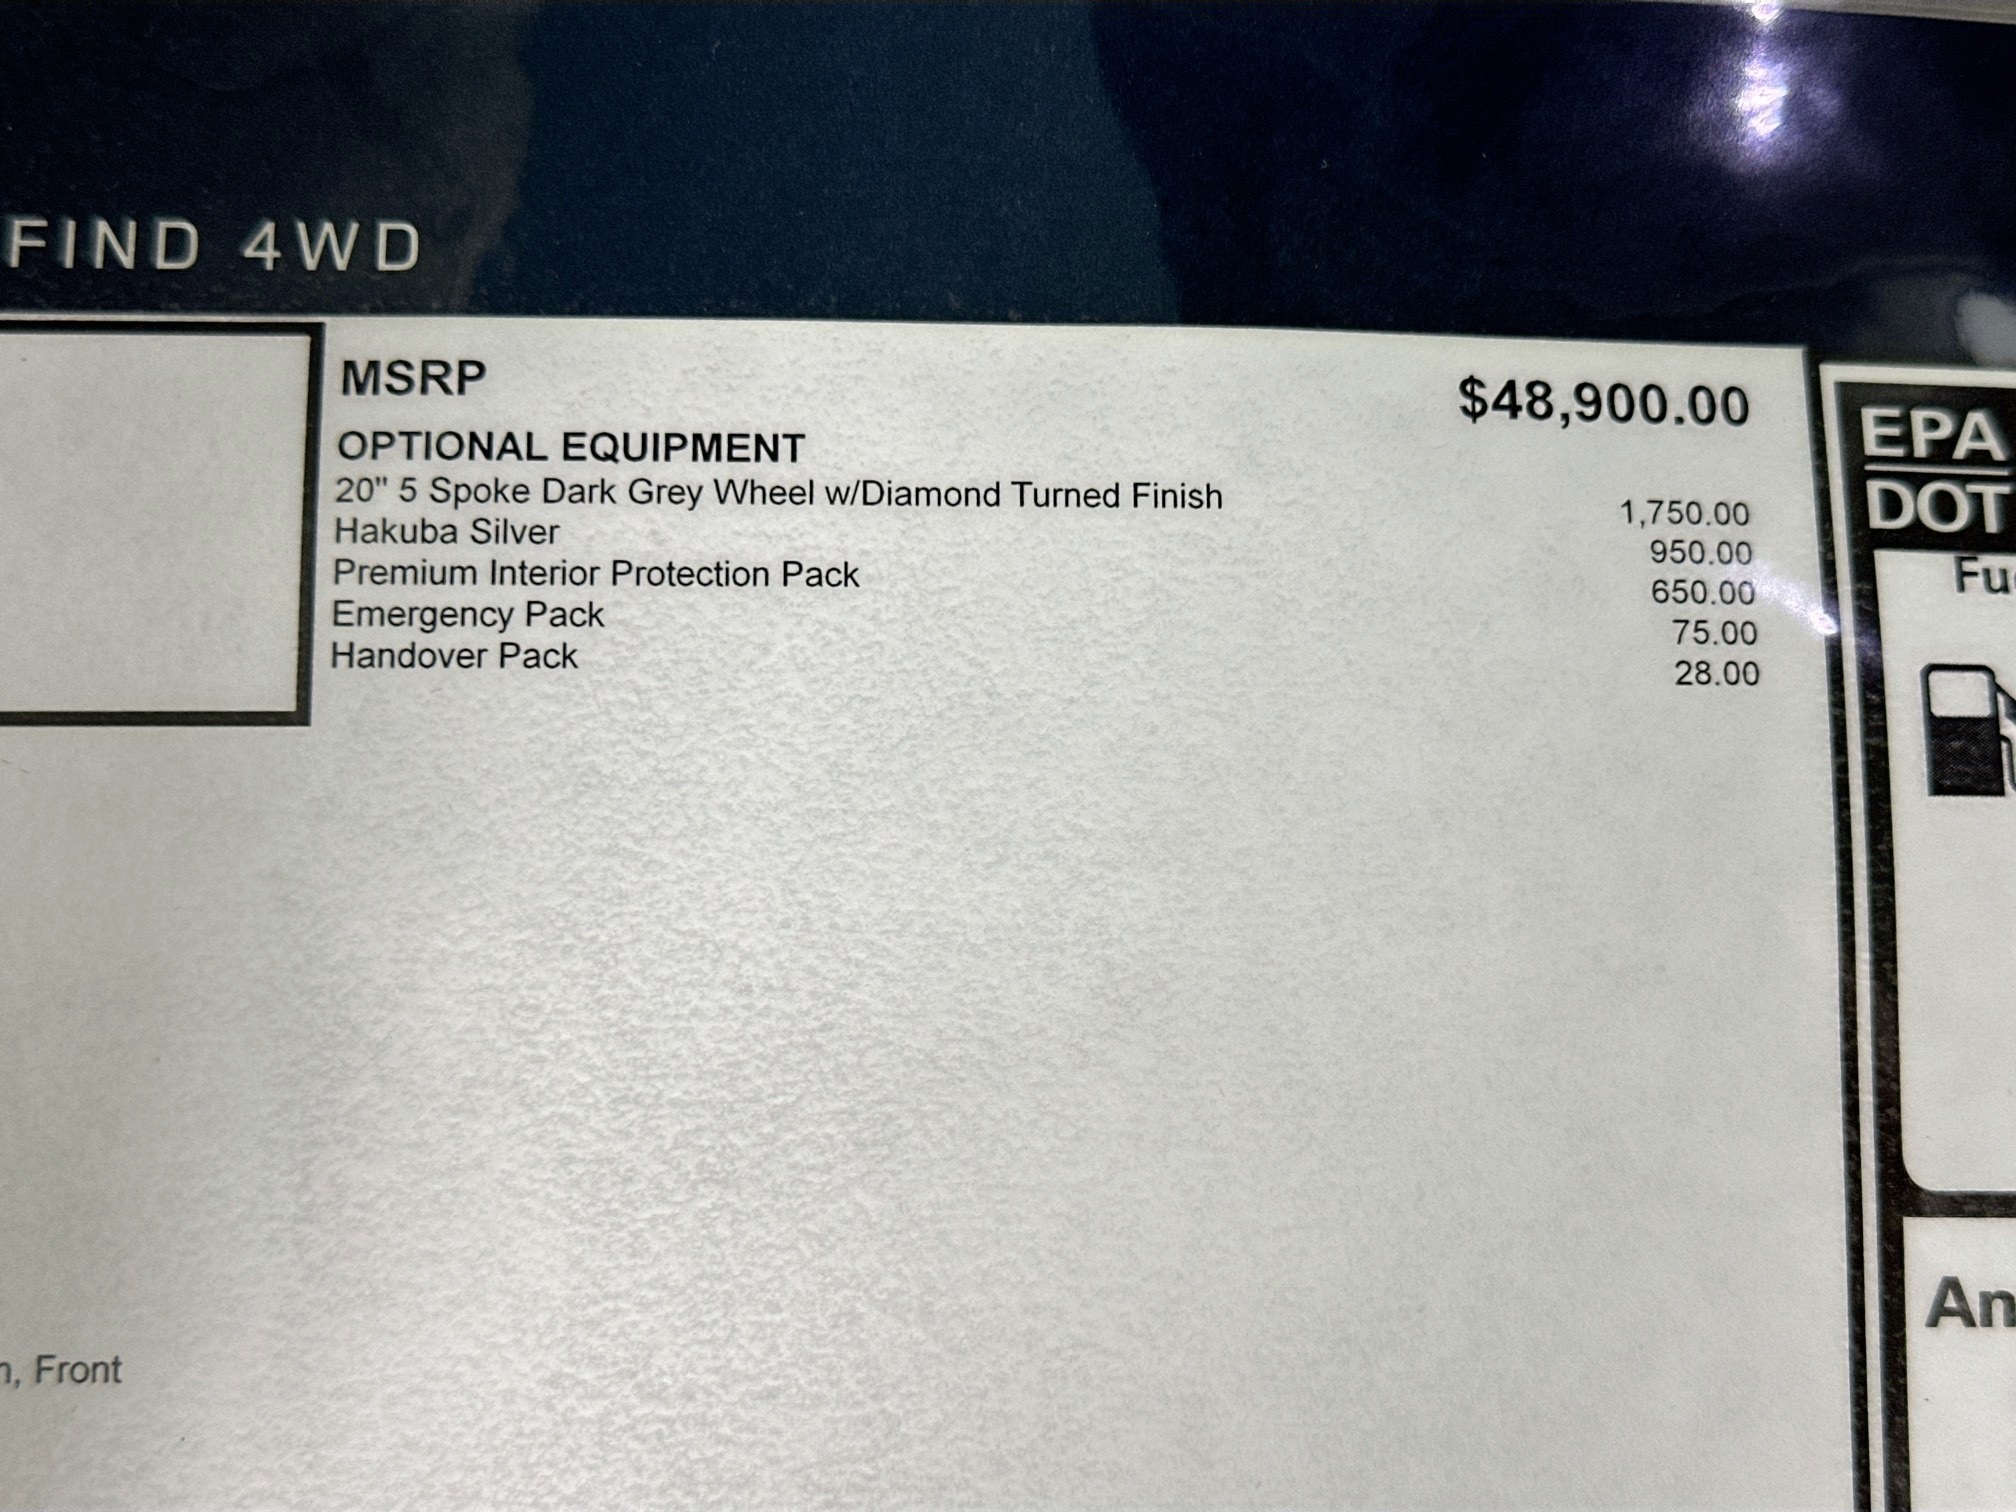 FIND 4WD
MSRP $48,900.00
OPTIONAL EQUIPMENT
20" 5 Spoke Dark Grey Wheel w/Diamond Turned Finish 1,750.00
Hakuba Silver 950.00
Premium Interior Protection Pack 650.00
Emergency Pack 75.00
Handover Pack 28.00
EPA
DOT
Front